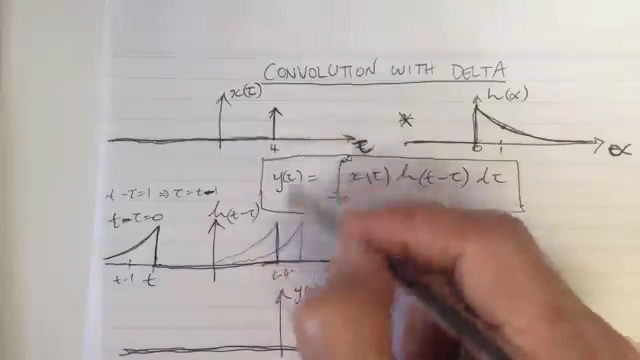 CONVOLUTION WITH DELTA
x(τ) h(α)
*
4 τ 0 1 α
y(t) = ∫ x(τ) h(t-τ) dτ
t-τ=1 ⇒ τ=t-1
t-τ=0 h(t-τ)
t-1 t
y(